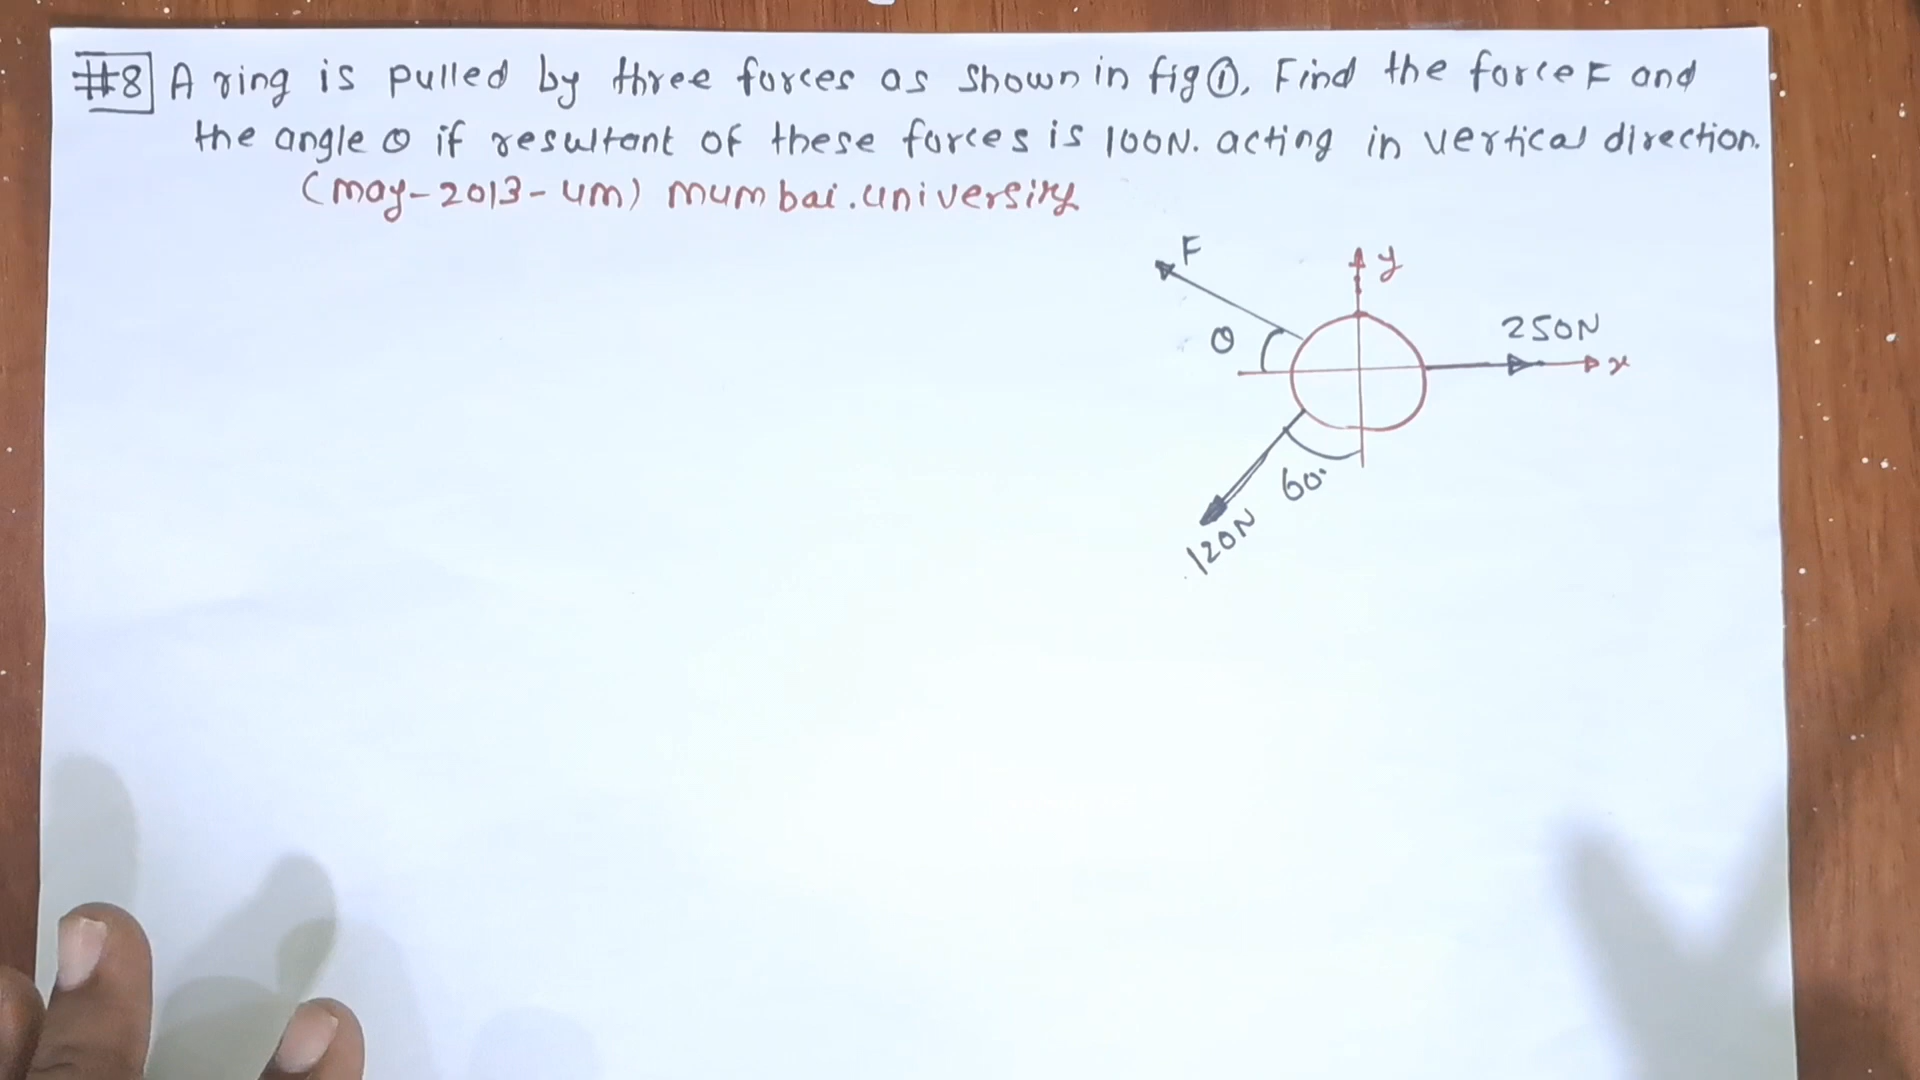 #8 A ring is pulled by three forces as shown in fig①. Find the force F and
the angle θ if resultant of these forces is 100N. acting in vertical direction.
(may-2013-4m) mumbai.university
F
y
θ
250N
x
60°
120N